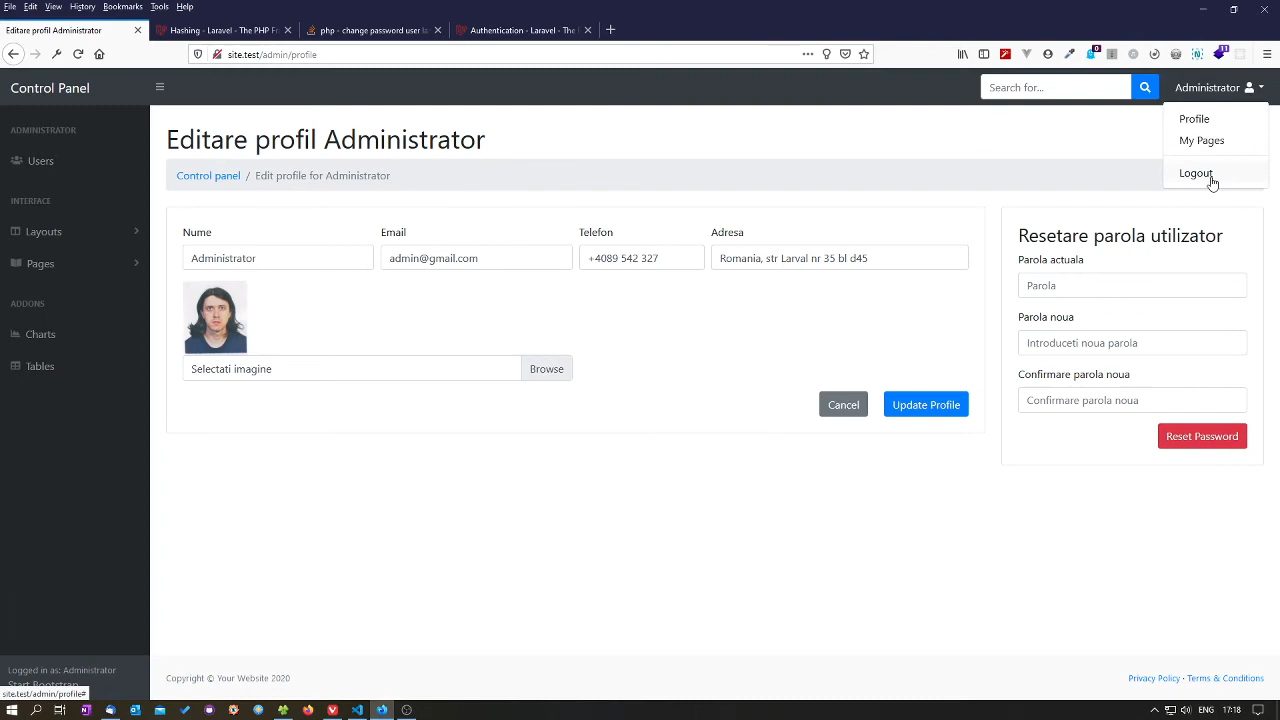 File Edit View History Bookmarks Tools Help
Editare profil Administrator
Hashing - Laravel - The PHP Fr
php - change password user la
Authentication - Laravel - The
site.test/admin/profile
0
11
Control Panel
Search for...
Administrator
Profile
My Pages
Logout
ADMINISTRATOR
Users
INTERFACE
Layouts
Pages
ADDONS
Charts
Tables
Logged in as: Administrator
Start Bootstrap
site.test/admin/profile#
Editare profil Administrator
Control panel / Edit profile for Administrator
Nume
Email
Telefon
Adresa
Administrator
admin@gmail.com
+4089 542 327
Romania, str Larval nr 35 bl d45
Selectati imagine
Browse
Cancel
Update Profile
Resetare parola utilizator
Parola actuala
Parola
Parola noua
Introduceti noua parola
Confirmare parola noua
Confirmare parola noua
Reset Password
Copyright © Your Website 2020
Privacy Policy · Terms & Conditions
ENG
17:18